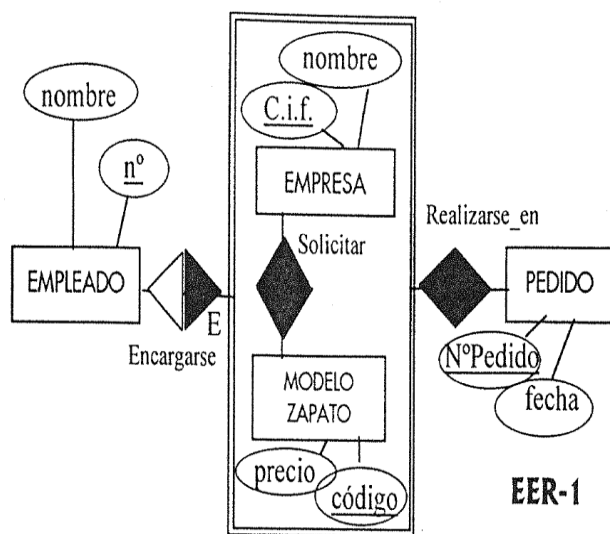 nombre
nº
EMPLEADO
Encargarse
E
nombre
C.i.f.
EMPRESA
Solicitar
MODELO
ZAPATO
precio
código
Realizarse_en
PEDIDO
NºPedido
fecha
EER-1